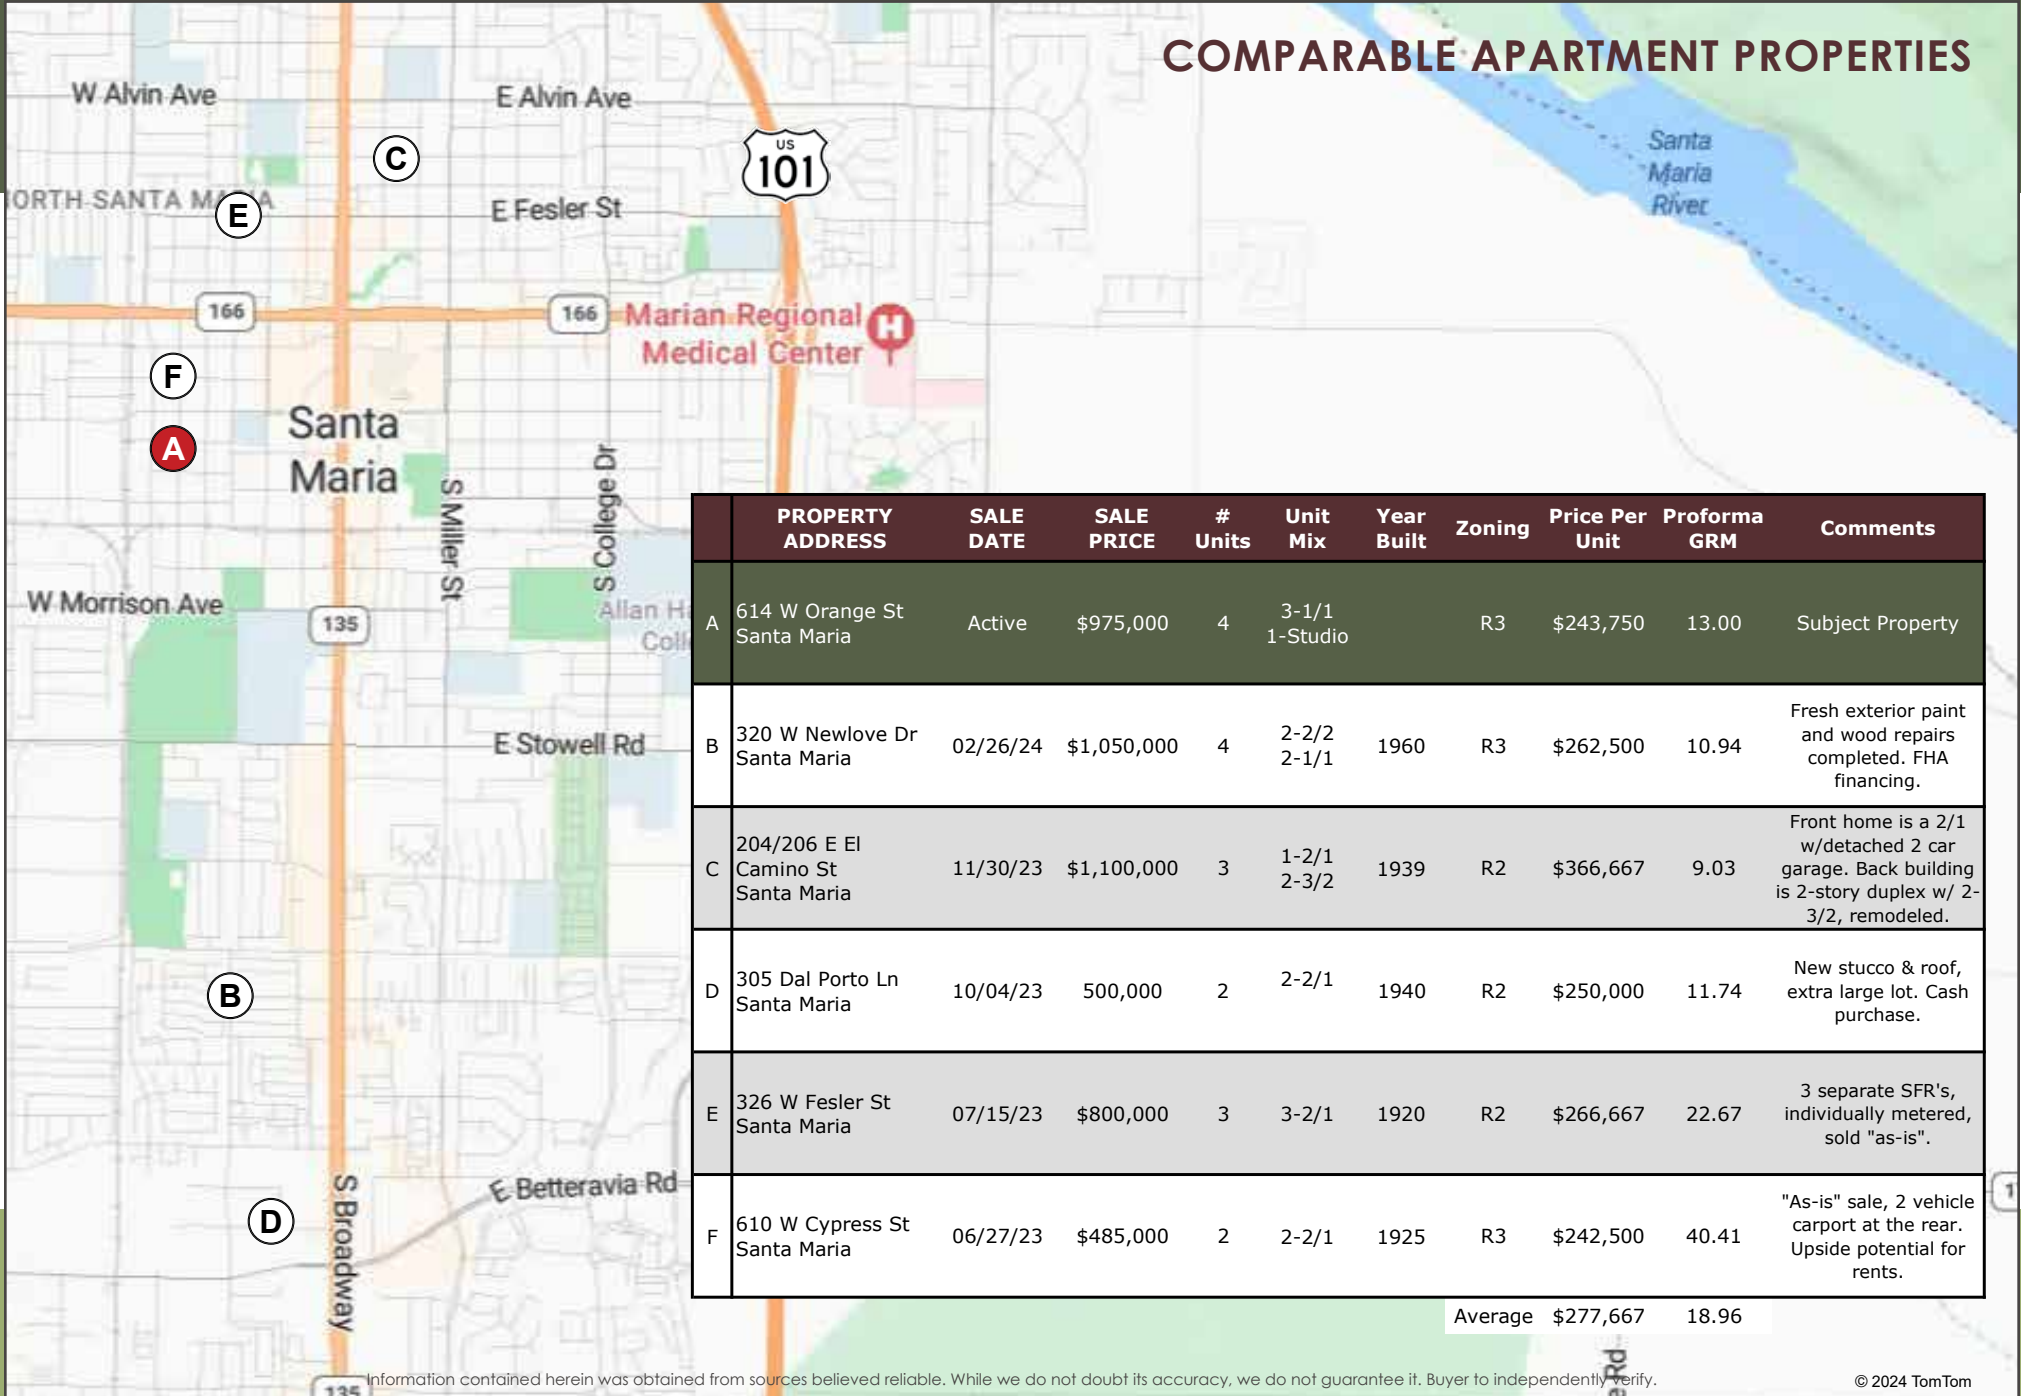 COMPARABLE APARTMENT PROPERTIES
W Alvin Ave
E Alvin Ave
US
101
Santa
Maria
River
C
NORTH SANTA MARIA
E
E Fesler St
166
166
Marian Regional
Medical Center
H
F
A
Santa
Maria
S Miller St
S College Dr
W Morrison Ave
135
Allan Ha
Coll
E Stowell Rd
B
D
S Broadway
E Betteravia Rd
135
PROPERTY ADDRESS SALE DATE SALE PRICE # Units Unit Mix Year Built Zoning Price Per Unit Proforma GRM Comments
A 614 W Orange St Active $975,000 4 3-1/1 R3 $243,750 13.00 Subject Property
Santa Maria 1-Studio
Fresh exterior paint
B 320 W Newlove Dr 02/26/24 $1,050,000 4 2-2/2 1960 R3 $262,500 10.94 and wood repairs
Santa Maria 2-1/1 completed. FHA
financing.
Front home is a 2/1
204/206 E El w/detached 2 car
C Camino St 11/30/23 $1,100,000 3 1-2/1 1939 R2 $366,667 9.03 garage. Back building
Santa Maria 2-3/2 is 2-story duplex w/ 2-
3/2, remodeled.
D 305 Dal Porto Ln 10/04/23 500,000 2 2-2/1 1940 R2 $250,000 11.74 New stucco & roof,
Santa Maria extra large lot. Cash
purchase.
E 326 W Fesler St 07/15/23 $800,000 3 3-2/1 1920 R2 $266,667 22.67 3 separate SFR's,
Santa Maria individually metered,
sold "as-is".
"As-is" sale, 2 vehicle
F 610 W Cypress St 06/27/23 $485,000 2 2-2/1 1925 R3 $242,500 40.41 carport at the rear.
Santa Maria Upside potential for
rents.
Average $277,667 18.96
Information contained herein was obtained from sources believed reliable. While we do not doubt its accuracy, we do not guarantee it. Buyer to independently verify.
© 2024 TomTom